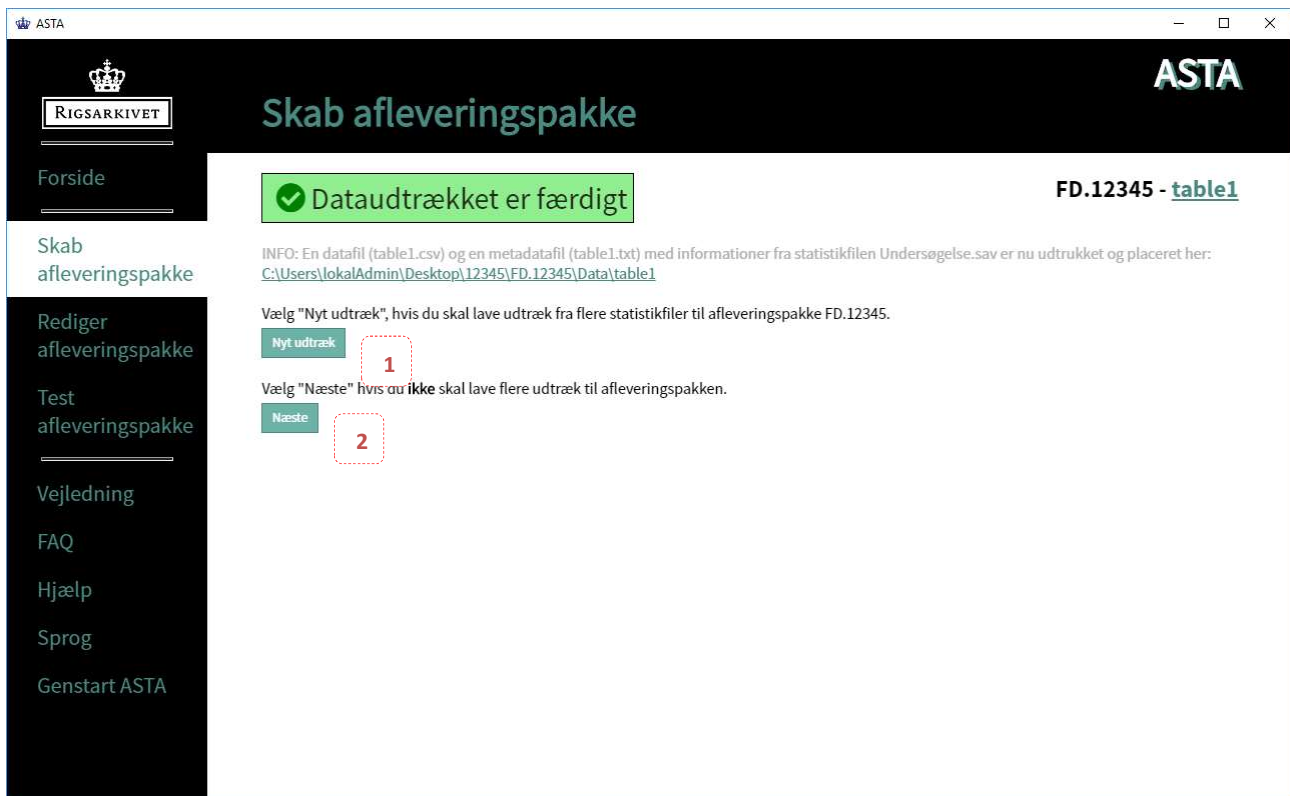 ASTA
RIGSARKIVET
ASTA
Skab afleveringspakke
Forside
Skab
afleveringspakke
Rediger
afleveringspakke
Test
afleveringspakke
Vejledning
FAQ
Hjælp
Sprog
Genstart ASTA
Dataudtrækket er færdigt
FD.12345 - table1
INFO: En datafil (table1.csv) og en metadatafil (table1.txt) med informationer fra statistikfilen Undersøgelse.sav er nu udtrukket og placeret her:
C:\Users\lokalAdmin\Desktop\12345\FD.12345\Data\table1
Vælg "Nyt udtræk", hvis du skal lave udtræk fra flere statistikfiler til afleveringspakke FD.12345.
Nyt udtræk
1
Vælg "Næste" hvis du ikke skal lave flere udtræk til afleveringspakken.
Næste
2